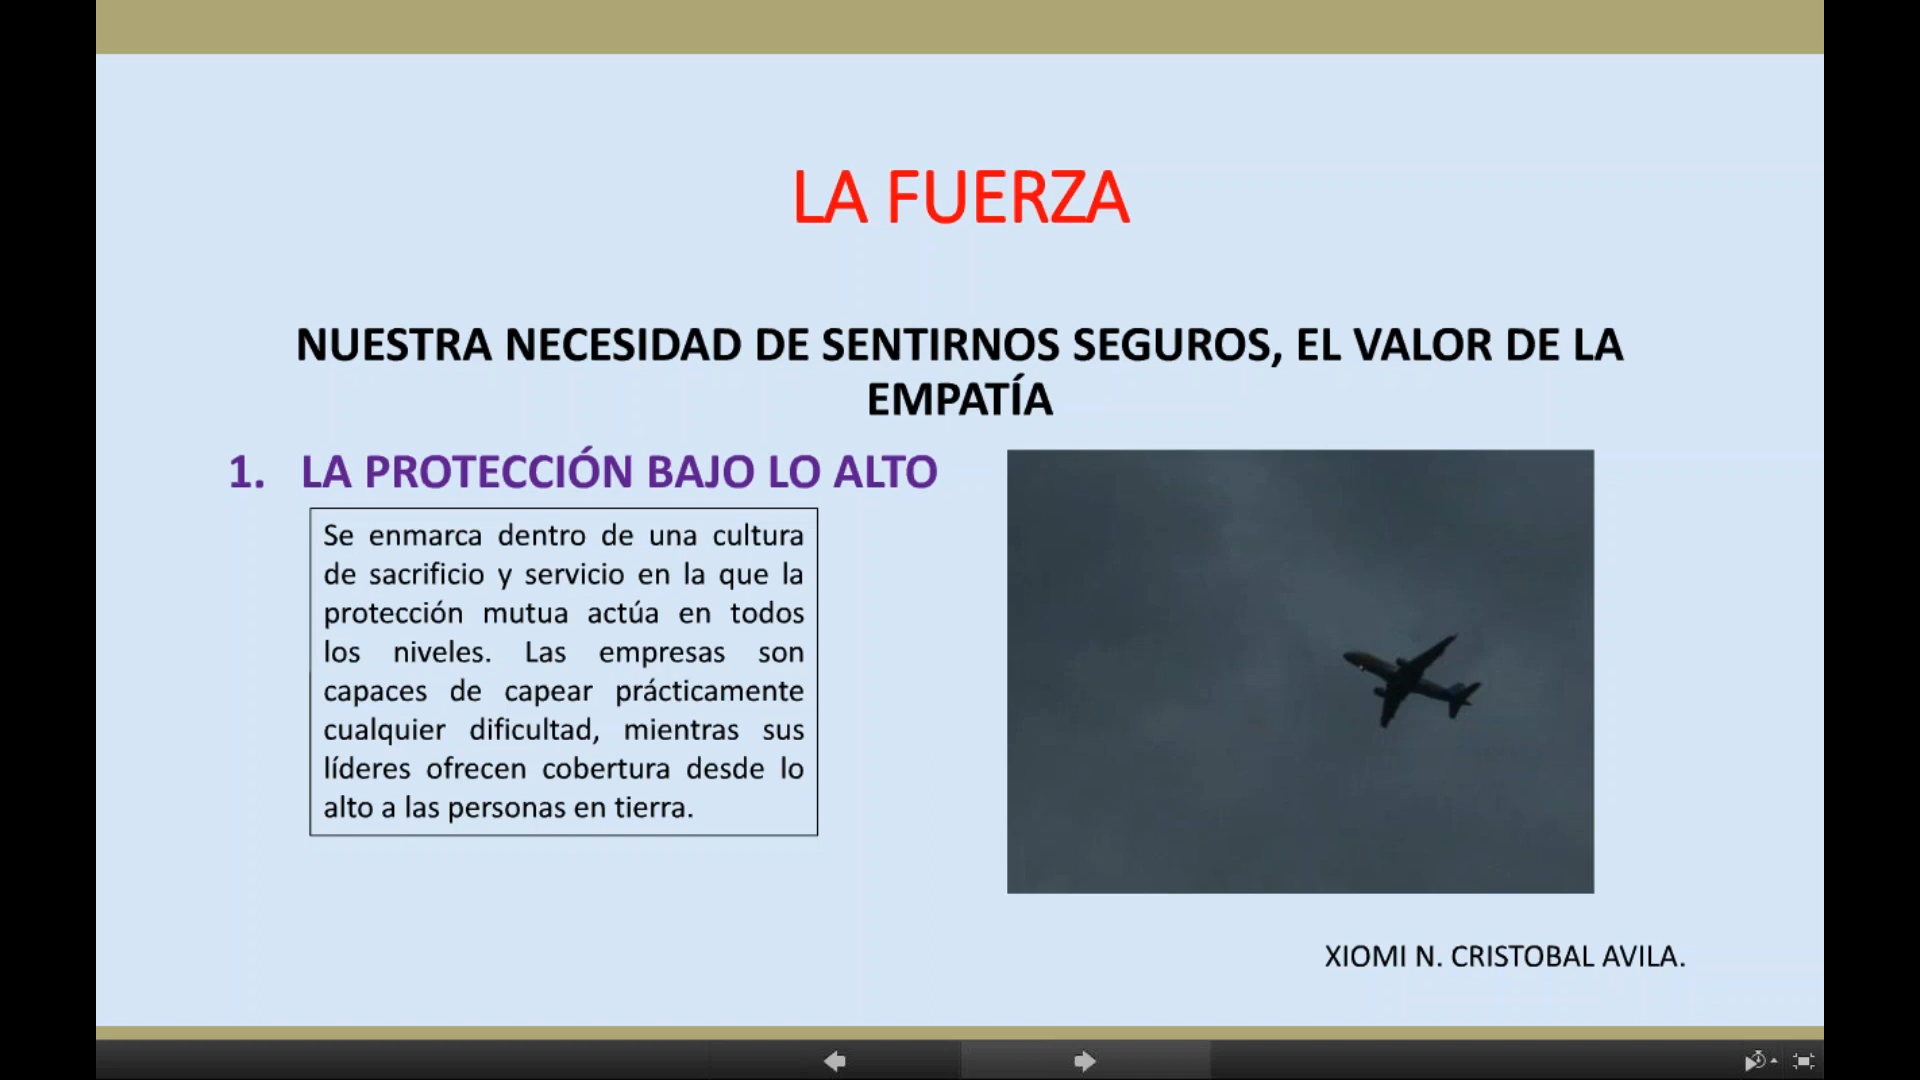 LA FUERZA
NUESTRA NECESIDAD DE SENTIRNOS SEGUROS, EL VALOR DE LA
EMPATÍA
1. LA PROTECCIÓN BAJO LO ALTO
Se enmarca dentro de una cultura
de sacrificio y servicio en la que la
protección mutua actúa en todos
los niveles. Las empresas son
capaces de capear prácticamente
cualquier dificultad, mientras sus
líderes ofrecen cobertura desde lo
alto a las personas en tierra.
XIOMI N. CRISTOBAL AVILA.